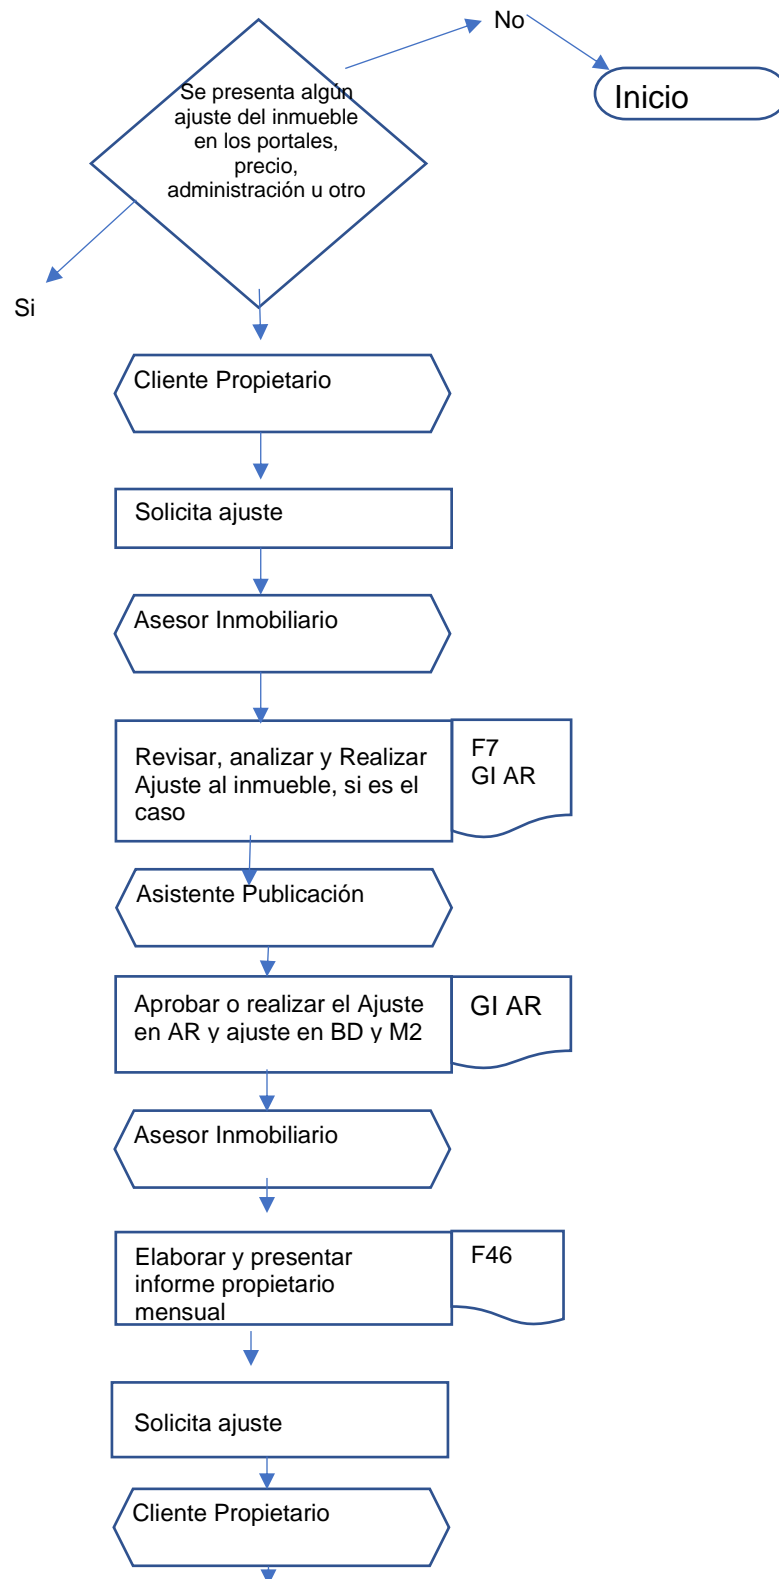 No
Inicio
Se presenta algún
ajuste del inmueble
en los portales,
precio,
administración u otro
Si
Cliente Propietario
Solicita ajuste
Asesor Inmobiliario
Revisar, analizar y Realizar
Ajuste al inmueble, si es el
caso
F7
GI AR
Asistente Publicación
Aprobar o realizar el Ajuste
en AR y ajuste en BD y M2
GI AR
Asesor Inmobiliario
Elaborar y presentar
informe propietario
mensual
F46
Solicita ajuste
Cliente Propietario